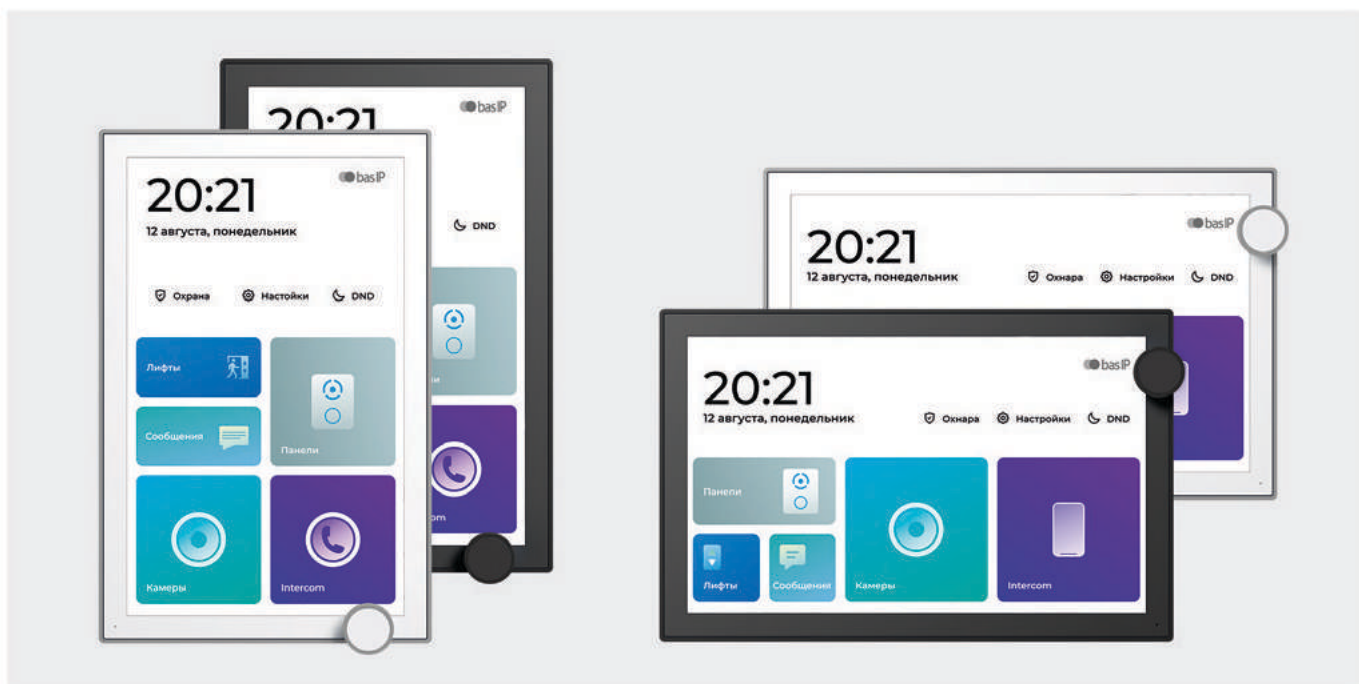 20:21
basIP
DND
20:21
basIP
12 августа, понедельник
Охрана Настойки DND
Лифты
Сообщения
Панели
Камеры
Intercom
20:21
basIP
12 августа, понедельник
Охнара Настройки DND
20:21
basIP
12 августа, понедельник
Охнара Настройки DND
Панели
Лифты
Сообщения
Камеры
Intercom